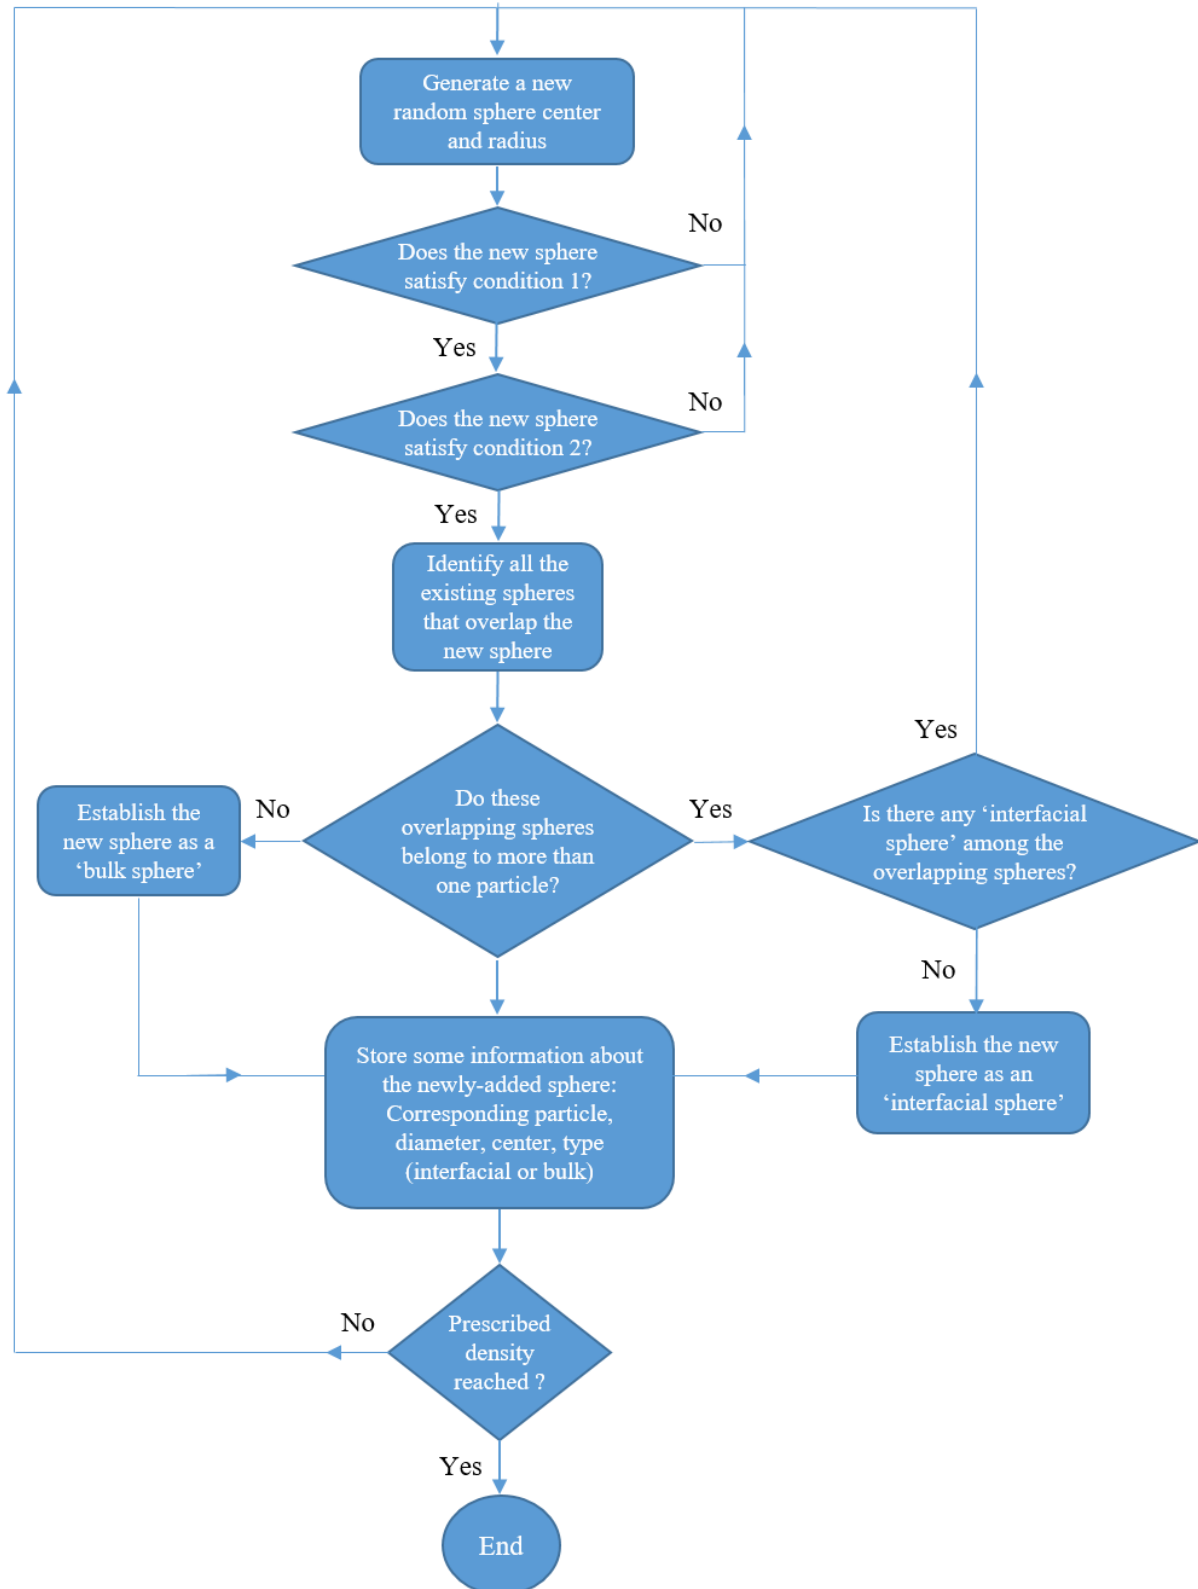 Generate a new
random sphere center
and radius
No
Does the new sphere
satisfy condition 1?
Yes
No
Does the new sphere
satisfy condition 2?
Yes
Identify all the
existing spheres
that overlap the
new sphere
Yes
Establish the
new sphere as a
‘bulk sphere’
No
Do these
overlapping spheres
belong to more than
one particle?
Yes
Is there any ‘interfacial
sphere’ among the
overlapping spheres?
No
Store some information about
the newly-added sphere:
Corresponding particle,
diameter, center, type
(interfacial or bulk)
Establish the new
sphere as an
‘interfacial sphere’
No
Prescribed
density
reached ?
Yes
End